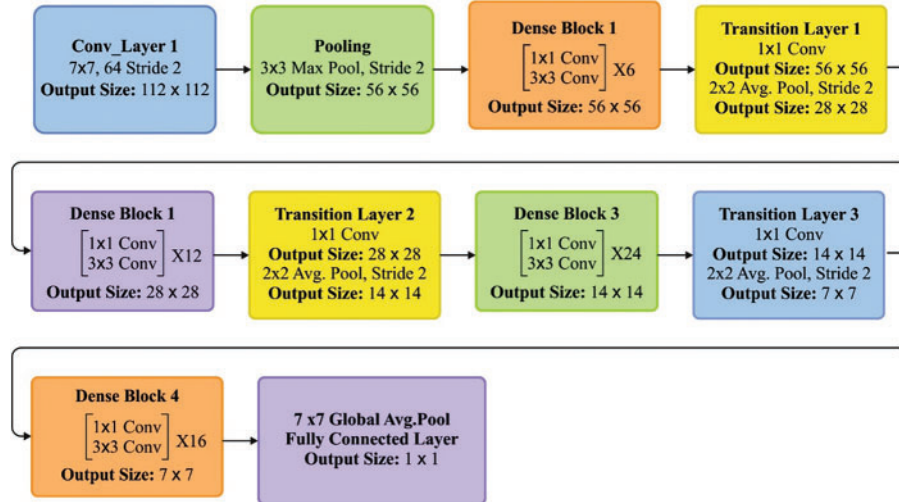 Conv_Layer 1
7x7, 64 Stride 2
Output Size: 112 x 112
Pooling
3x3 Max Pool, Stride 2
Output Size: 56 x 56
Dense Block 1
1x1 Conv
3x3 Conv
X6
Output Size: 56 x 56
Transition Layer 1
1x1 Conv
Output Size: 56 x 56
2x2 Avg. Pool, Stride 2
Output Size: 28 x 28
Dense Block 1
1x1 Conv
3x3 Conv
X12
Output Size: 28 x 28
Transition Layer 2
1x1 Conv
Output Size: 28 x 28
2x2 Avg. Pool, Stride 2
Output Size: 14 x 14
Dense Block 3
1x1 Conv
3x3 Conv
X24
Output Size: 14 x 14
Transition Layer 3
1x1 Conv
Output Size: 14 x 14
2x2 Avg. Pool, Stride 2
Output Size: 7 x 7
Dense Block 4
1x1 Conv
3x3 Conv
X16
Output Size: 7 x 7
7 x7 Global Avg.Pool
Fully Connected Layer
Output Size: 1 x 1